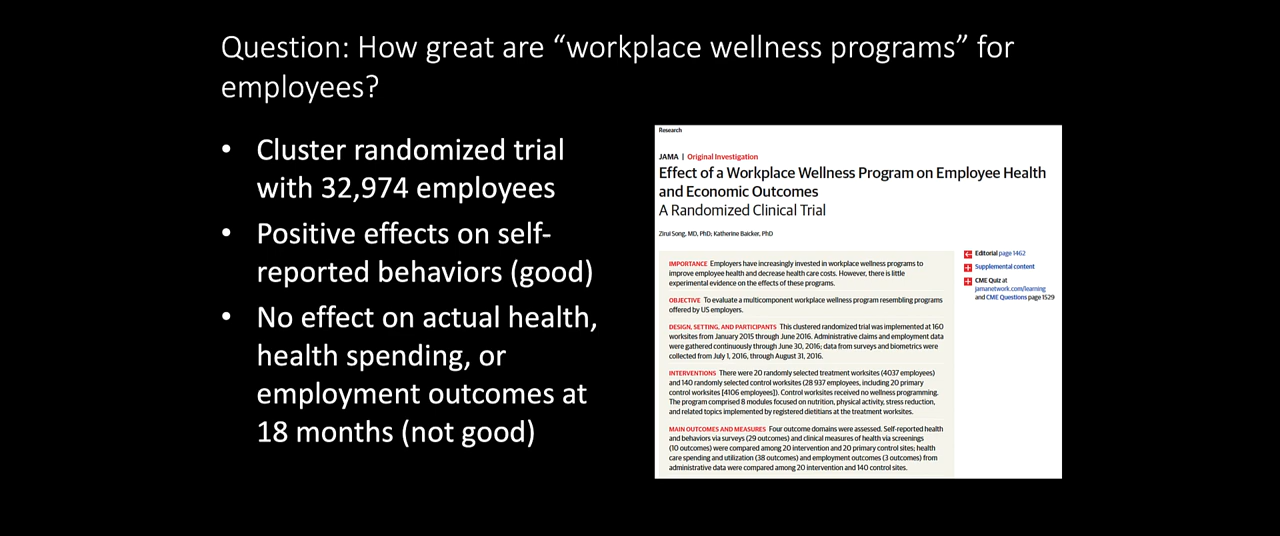 Question: How great are “workplace wellness programs” for
employees?
• Cluster randomized trial
with 32,974 employees
• Positive effects on self-
reported behaviors (good)
• No effect on actual health,
health spending, or
employment outcomes at
18 months (not good)
Research
JAMA | Original Investigation
Effect of a Workplace Wellness Program on Employee Health
and Economic Outcomes
A Randomized Clinical Trial
Zirui Song, MD, PhD; Katherine Baicker, PhD
IMPORTANCE Employers have increasingly invested in workplace wellness programs to
improve employee health and decrease health care costs. However, there is little
experimental evidence on the effects of these programs.
OBJECTIVE To evaluate a multicomponent workplace wellness program resembling programs
offered by US employers.
DESIGN, SETTING, AND PARTICIPANTS This clustered randomized trial was implemented at 160
worksites from January 2015 through June 2016. Administrative claims and employment data
were gathered continuously through June 30, 2016; data from surveys and biometrics were
collected from July 1, 2016, through August 31, 2016.
INTERVENTIONS There were 20 randomly selected treatment worksites (4037 employees)
and 140 randomly selected control worksites (28 937 employees, including 20 primary
control worksites [4106 employees]). Control worksites received no wellness programming.
The program comprised 8 modules focused on nutrition, physical activity, stress reduction,
and related topics implemented by registered dietitians at the treatment worksites.
MAIN OUTCOMES AND MEASURES Four outcome domains were assessed. Self-reported health
and behaviors via surveys (29 outcomes) and clinical measures of health via screenings
(10 outcomes) were compared among 20 intervention and 20 primary control sites; health
care spending and utilization (38 outcomes) and employment outcomes (3 outcomes) from
administrative data were compared among 20 intervention and 140 control sites.
Editorial page 1462
Supplemental content
CME Quiz at
jamanetwork.com/learning
and CME Questions page 1529